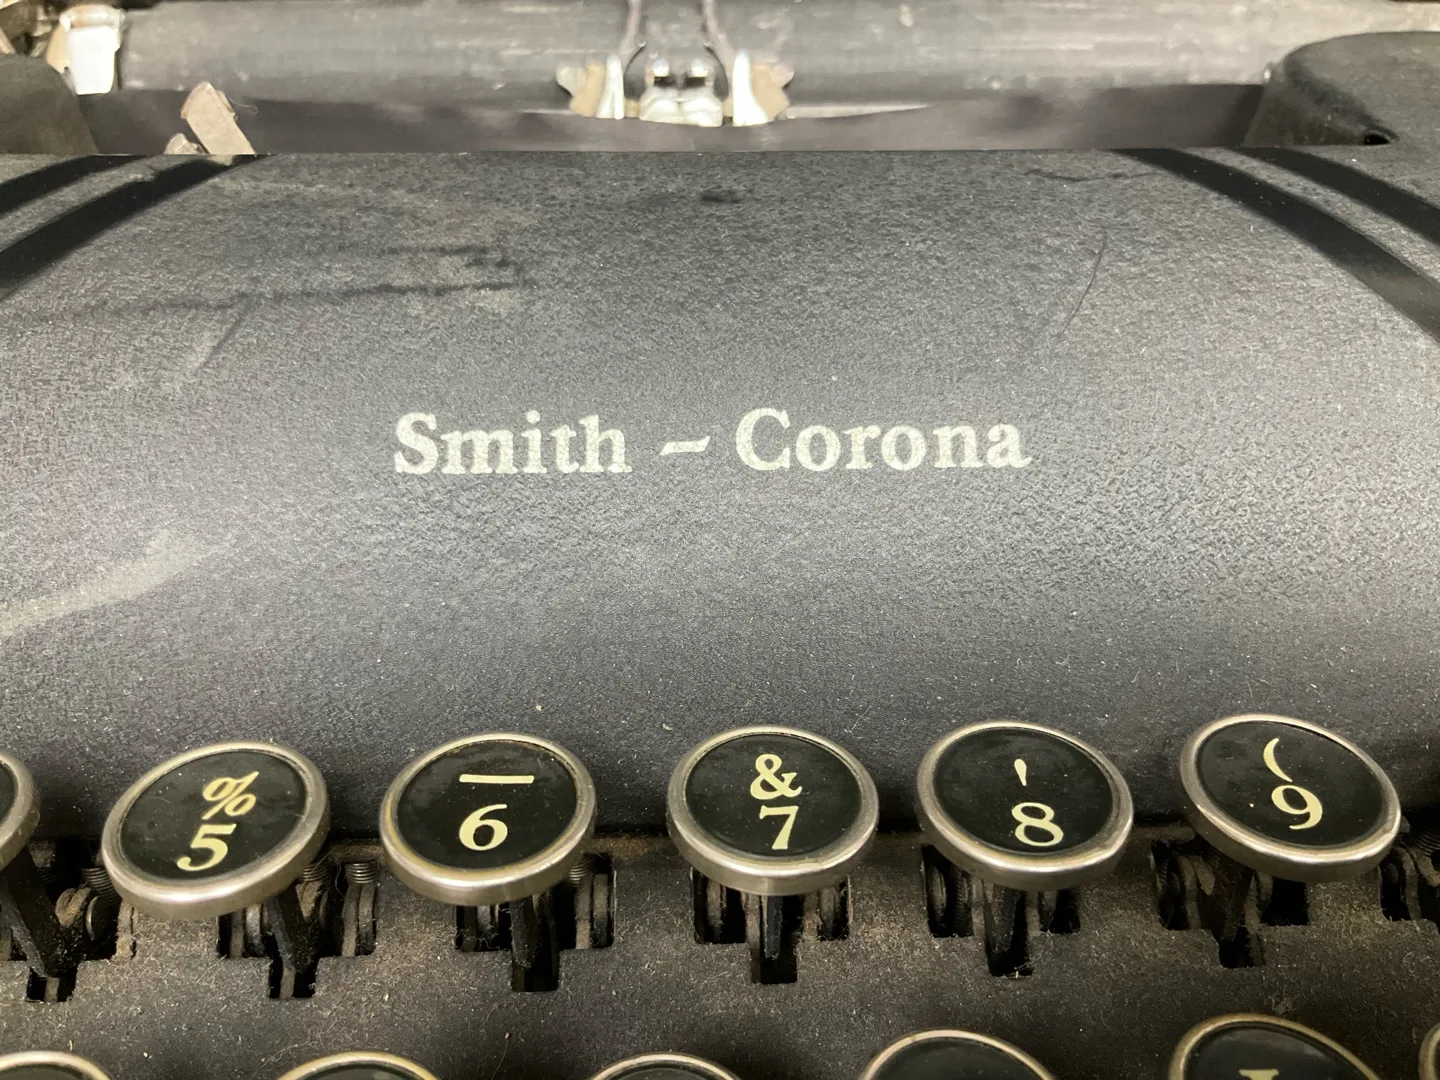 Smith - Corona
% — & ' (
5 6 7 8 9